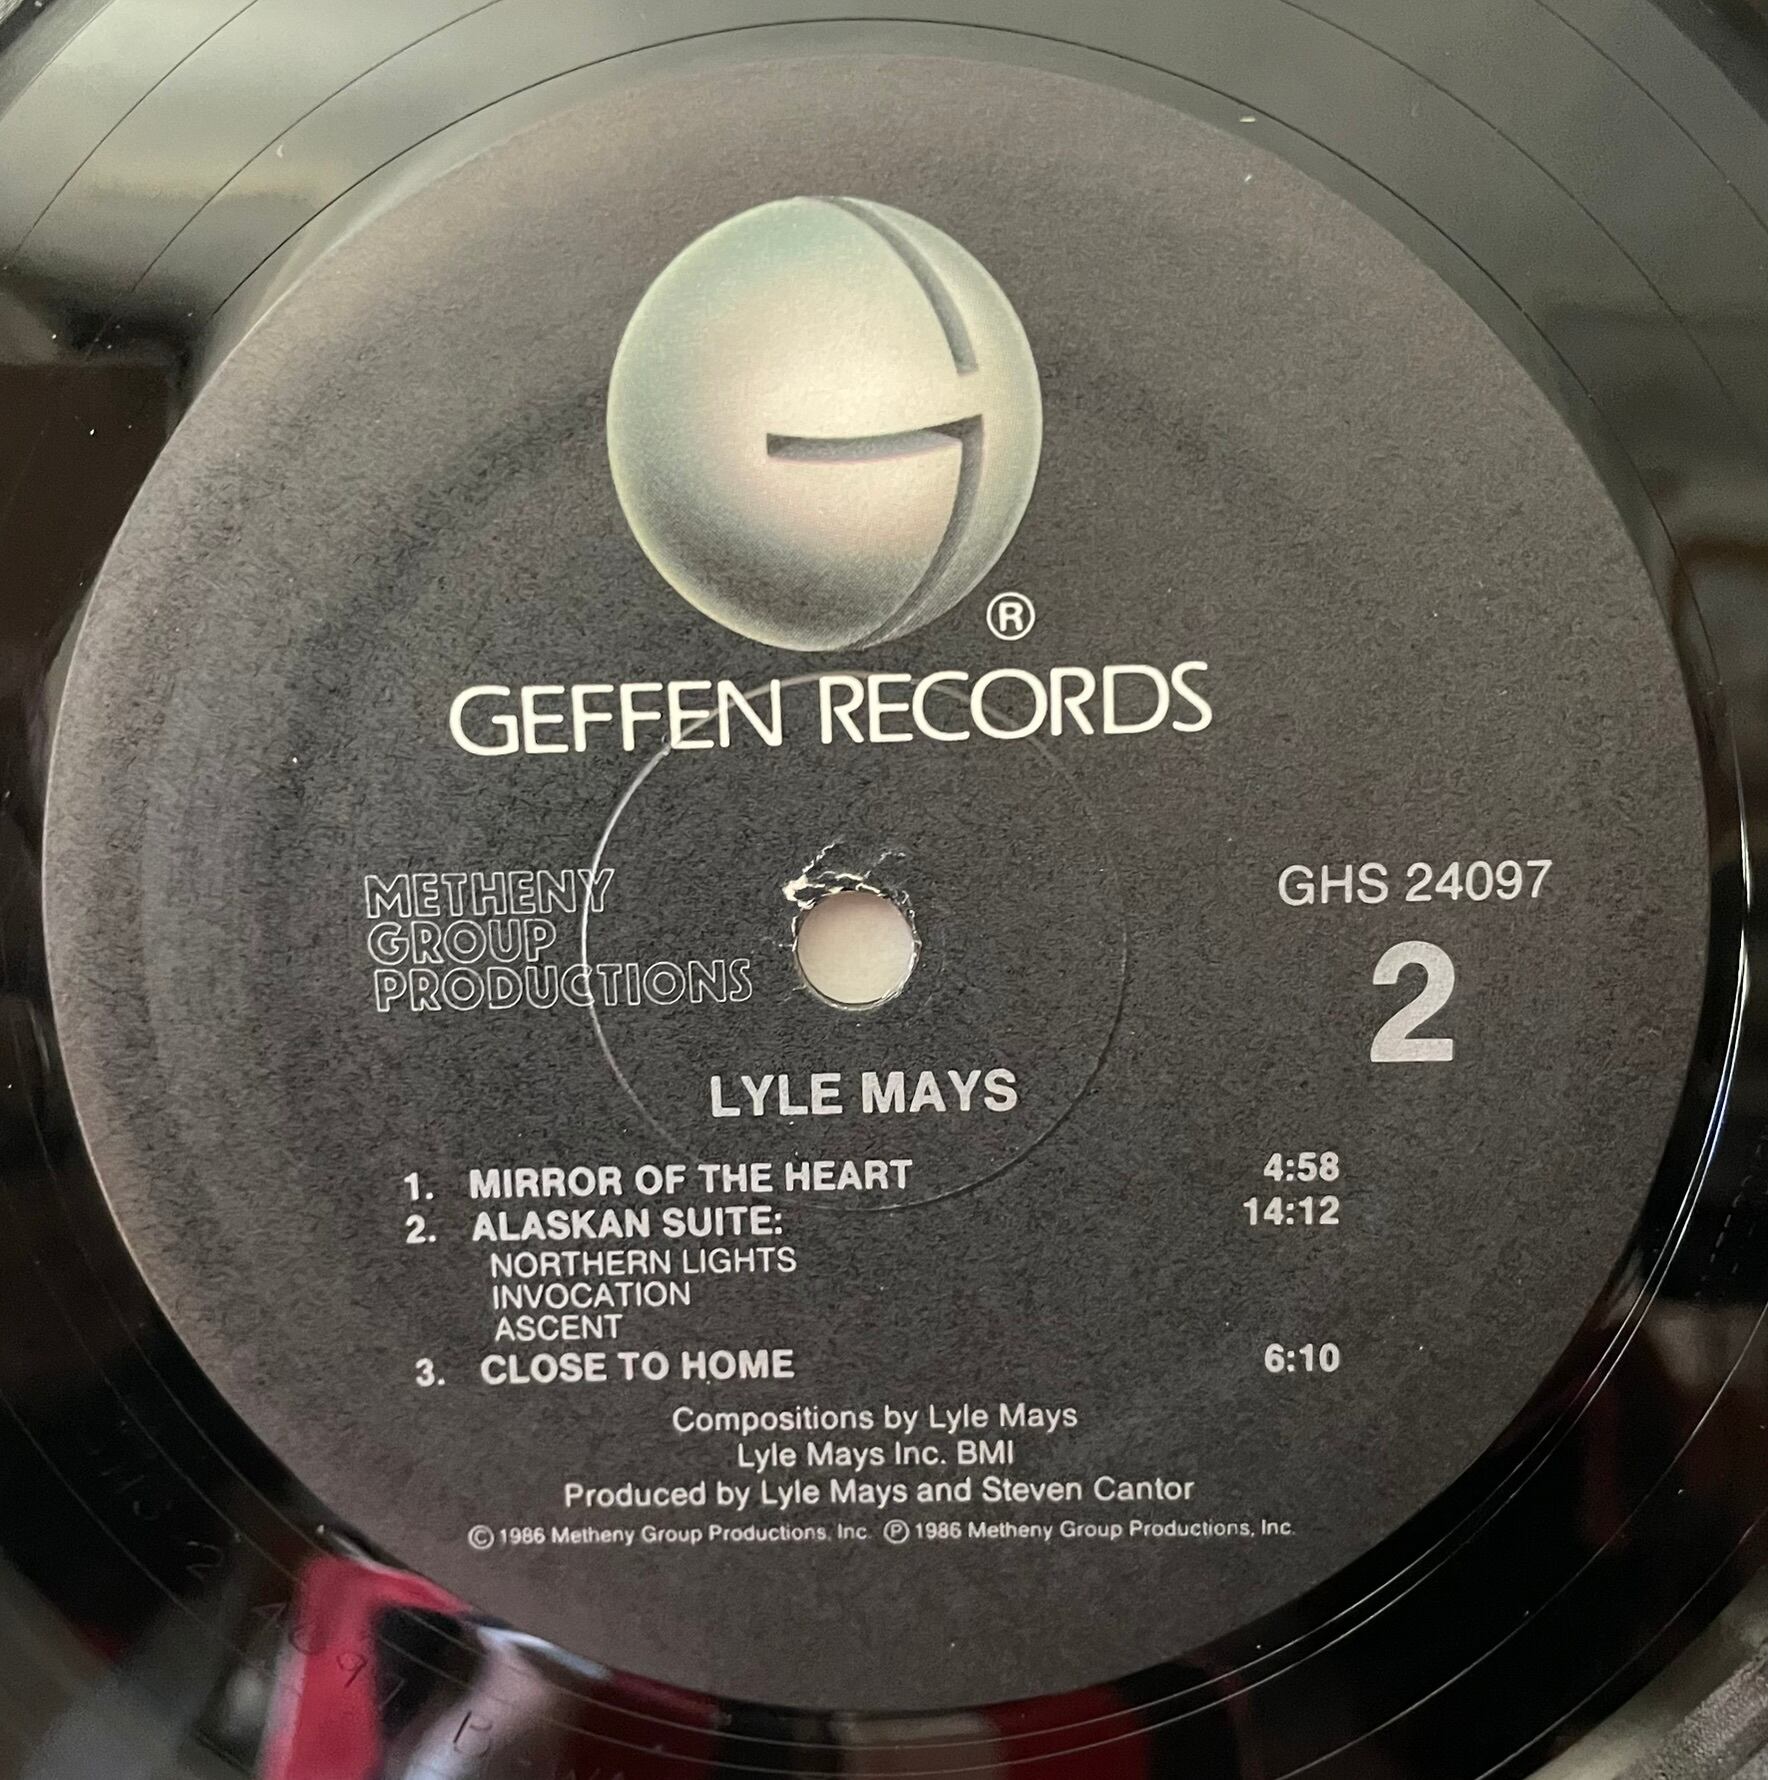 ®
GEFFEN RECORDS
METHENY
GROUP
PRODUCTIONS
GHS 24097
2
LYLE MAYS
1. MIRROR OF THE HEART 4:58
2. ALASKAN SUITE: 14:12
NORTHERN LIGHTS
INVOCATION
ASCENT
3. CLOSE TO HOME 6:10
Compositions by Lyle Mays
Lyle Mays Inc. BMI
Produced by Lyle Mays and Steven Cantor
© 1986 Metheny Group Productions, Inc. ℗ 1986 Metheny Group Productions, Inc.